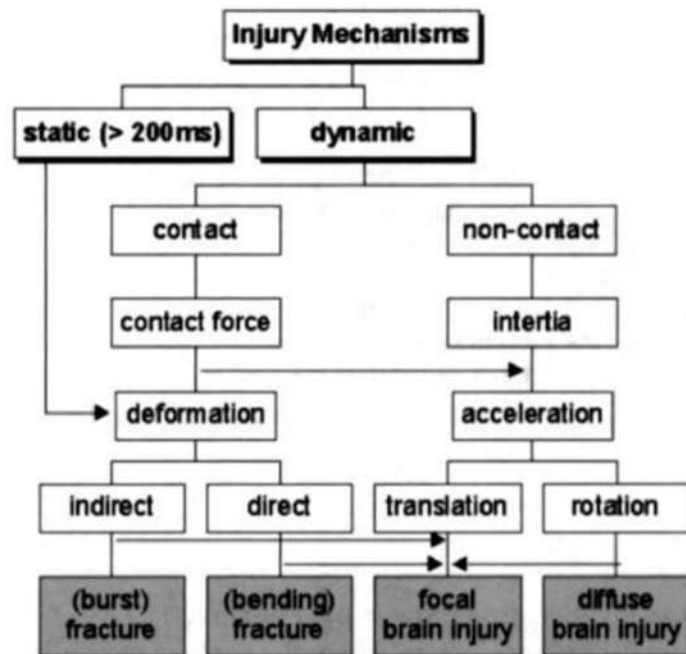 Injury Mechanisms
static (> 200ms)
dynamic
contact
non-contact
contact force
intertia
deformation
acceleration
indirect
direct
translation
rotation
(burst)
fracture
(bending)
fracture
focal
brain injury
diffuse
brain injury